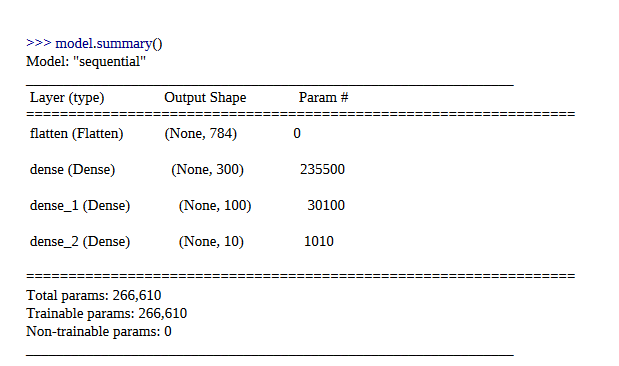 >>> model.summary()
Model: "sequential"
_________________________________________________________________
Layer (type) Output Shape Param #
=================================================================
flatten (Flatten) (None, 784) 0
dense (Dense) (None, 300) 235500
dense_1 (Dense) (None, 100) 30100
dense_2 (Dense) (None, 10) 1010
=================================================================
Total params: 266,610
Trainable params: 266,610
Non-trainable params: 0
_________________________________________________________________